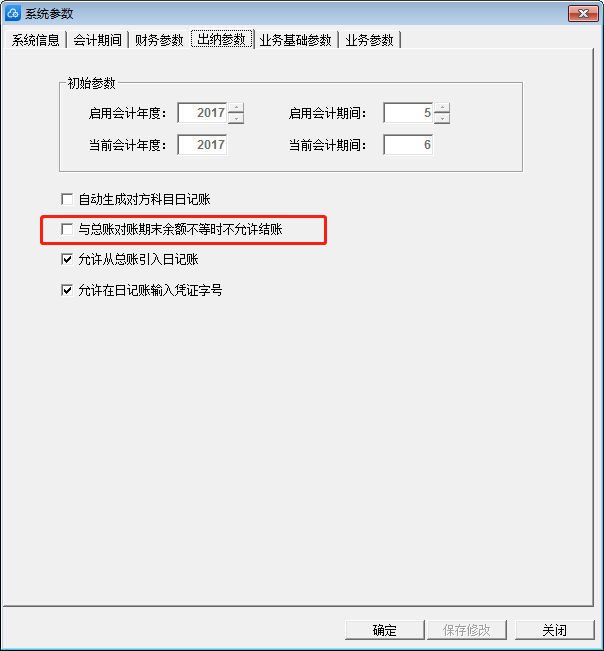 系统参数
系统信息 会计期间 财务参数 出纳参数 业务基础参数 业务参数
初始参数
启用会计年度： 2017 启用会计期间： 5
当前会计年度： 2017 当前会计期间： 6
自动生成对方科目日记账
与总账对账期末余额不等时不允许结账
允许从总账引入日记账
允许在日记账输入凭证字号
确定 保存修改 关闭